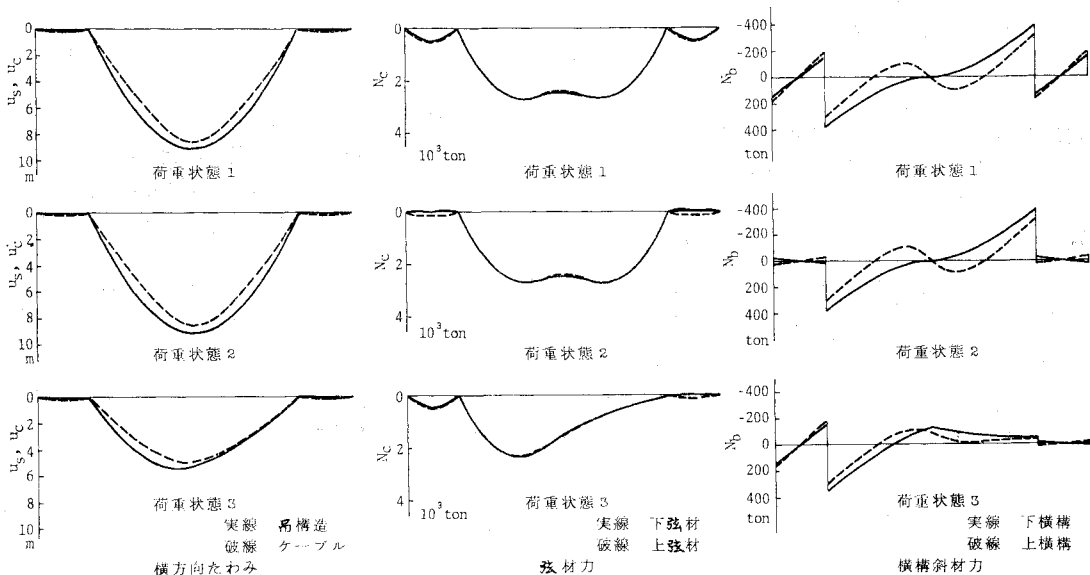 0
2
4
6
8
10
m
u_s, u_c
荷重状態1
0
2
4
N_c
10³ton
荷重状態1
-400
-200
0
200
400
ton
N_b
荷重状態1
0
2
4
6
8
10
m
u_s, u_c
荷重状態2
0
2
4
N_c
10³ton
荷重状態2
-400
-200
0
200
400
ton
N_b
荷重状態2
0
2
4
6
8
10
m
u_s, u_c
荷重状態3
実線 吊構造
破線 ケーブル
横方向たわみ
0
2
4
N_c
10³ton
荷重状態3
実線 下弦材
破線 上弦材
弦材力
-400
-200
0
200
400
ton
N_b
荷重状態3
実線 下横構
破線 上横構
横構斜材力